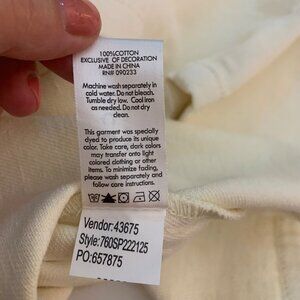 100%COTTON
EXCLUSIVE OF DECORATION
MADE IN CHINA
RN# 090233
Machine wash separately in
cold water. Do not bleach.
Tumble dry low. Cool iron
as needed. Do not dry
clean.
This garment was specially
dyed to produce its unique
color. Take care, dark colors
may transfer onto light
colored clothing or other
items. To minimize fading,
please wash separately and
follow care instructions.
Vendor:43675
Style:760SP222125
PO:657875